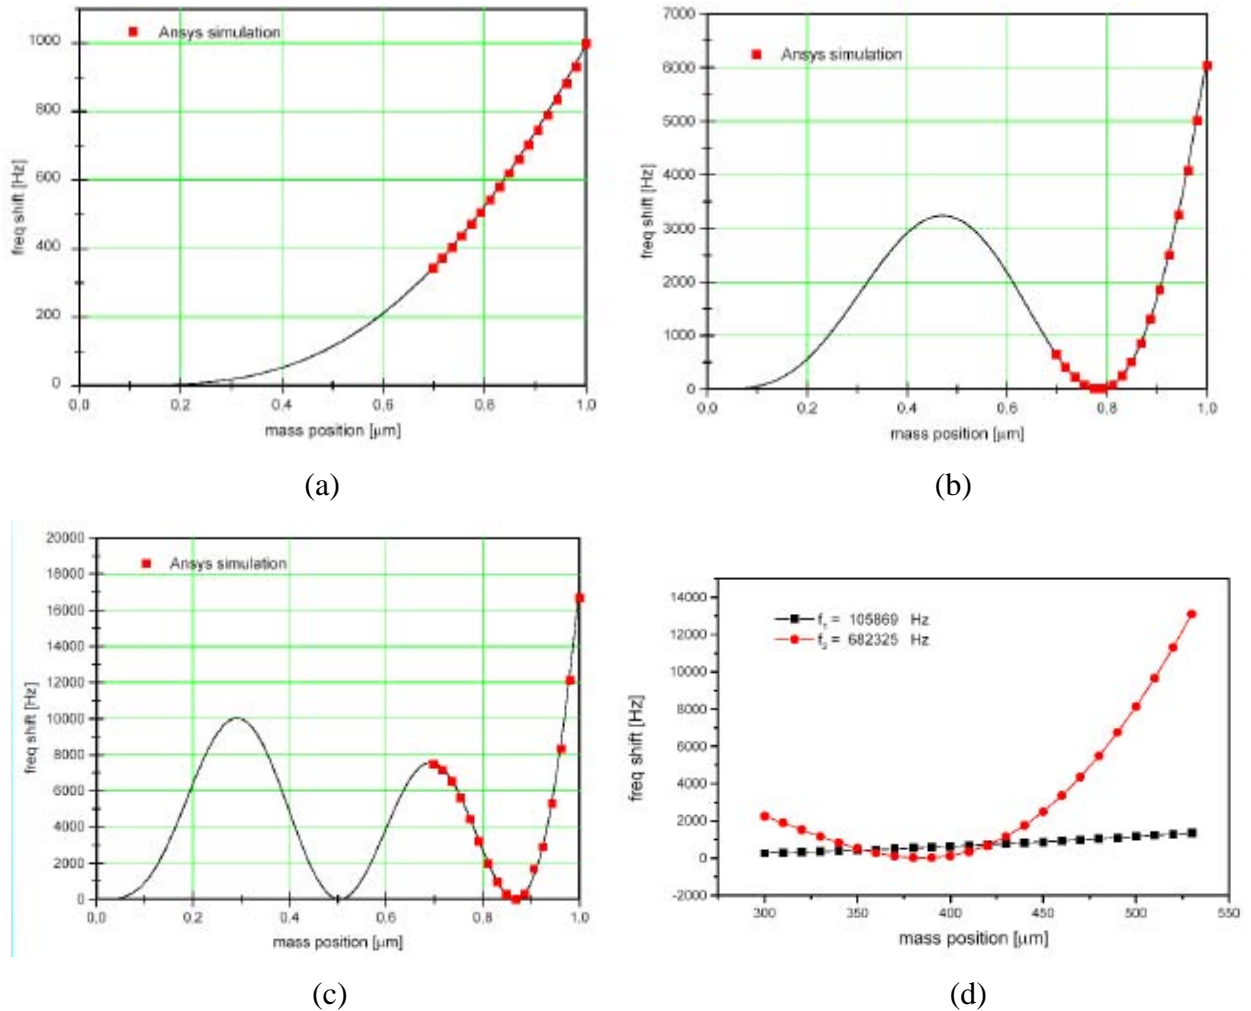 1000
800
600
400
200
0
freq shift [Hz]
Ansys simulation
0.0 0.2 0.4 0.6 0.8 1.0
mass position [μm]
(a)
7000
6000
5000
4000
3000
2000
1000
0
freq shift [Hz]
Ansys simulation
0.0 0.2 0.4 0.6 0.8 1.0
mass position [μm]
(b)
20000
18000
16000
14000
12000
10000
8000
6000
4000
2000
0
freq shift [Hz]
Ansys simulation
0.0 0.2 0.4 0.6 0.8 1.0
mass position [μm]
(c)
14000
12000
10000
8000
6000
4000
2000
0
-2000
freq shift [Hz]
= 105869 Hz
= 682325 Hz
300 350 400 450 500 550
mass position [μm]
(d)